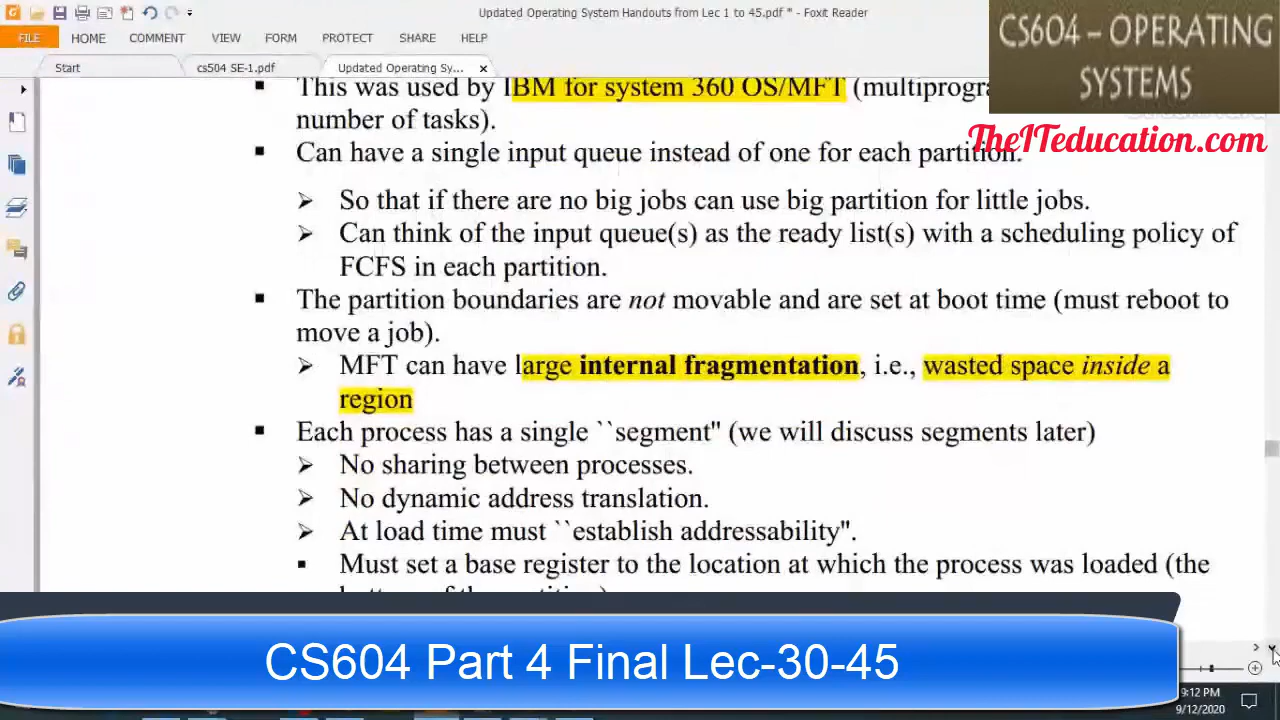 Updated Operating System Handouts from Lec 1 to 45.pdf * - Foxit Reader
CS604 – OPERATING
SYSTEMS
FILE HOME COMMENT VIEW FORM PROTECT SHARE HELP
Start cs504 SE-1.pdf Updated Operating Sy... ×
TheITeducation.com
▪ This was used by IBM for system 360 OS/MFT (multiprogra
number of tasks).
▪ Can have a single input queue instead of one for each partition.
➢ So that if there are no big jobs can use big partition for little jobs.
➢ Can think of the input queue(s) as the ready list(s) with a scheduling policy of
FCFS in each partition.
▪ The partition boundaries are not movable and are set at boot time (must reboot to
move a job).
➢ MFT can have large internal fragmentation, i.e., wasted space inside a
region
▪ Each process has a single ``segment'' (we will discuss segments later)
➢ No sharing between processes.
➢ No dynamic address translation.
➢ At load time must ``establish addressability''.
▪ Must set a base register to the location at which the process was loaded (the
CS604 Part 4 Final Lec-30-45
9:12 PM
9/12/2020